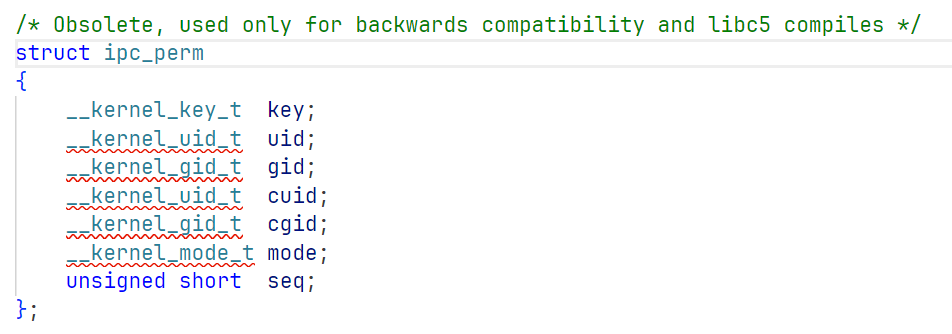 /* Obsolete, used only for backwards compatibility and libc5 compiles */
struct ipc_perm
{
    __kernel_key_t  key;
    __kernel_uid_t  uid;
    __kernel_gid_t  gid;
    __kernel_uid_t  cuid;
    __kernel_gid_t  cgid;
    __kernel_mode_t mode;
    unsigned short  seq;
};